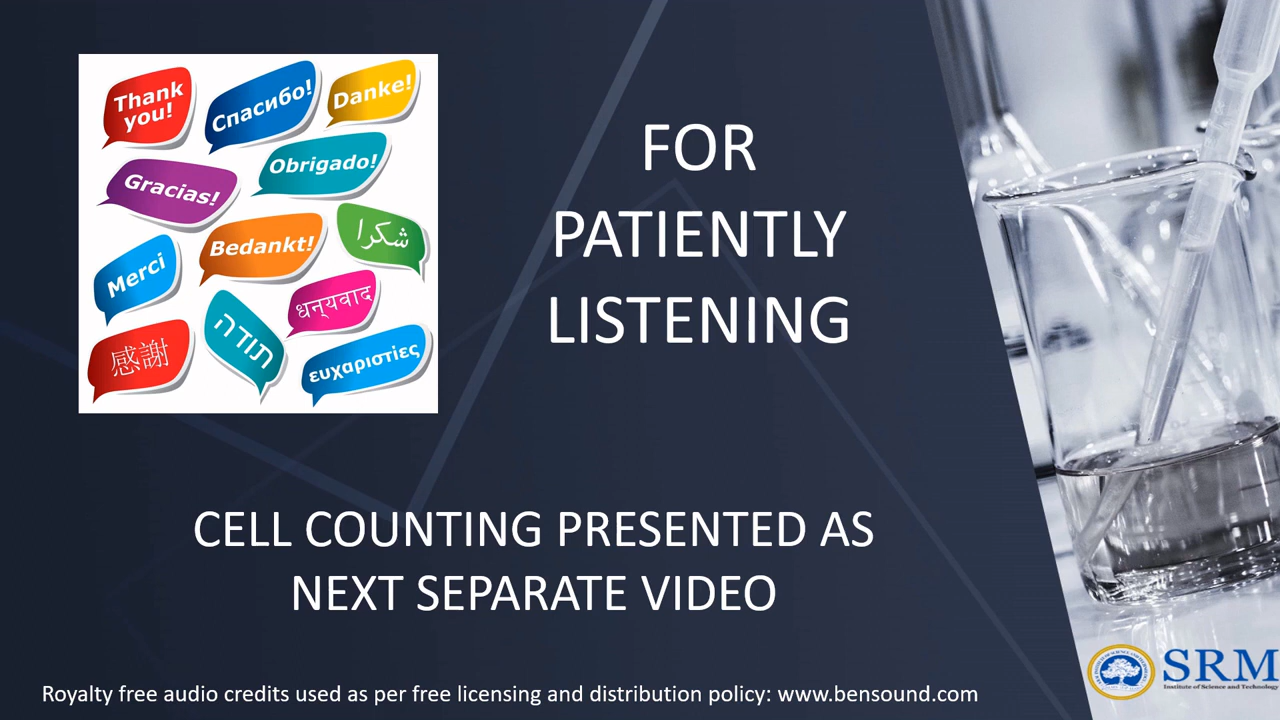 Thank
you!
Спасибо!
Danke!
Gracias!
Obrigado!
Merci
Bedankt!
شكرا
धन्यवाद
感謝
תודה
ευχαριστίες
FOR
PATIENTLY
LISTENING
CELL COUNTING PRESENTED AS
NEXT SEPARATE VIDEO
Royalty free audio credits used as per free licensing and distribution policy: www.bensound.com
SRM
Institute of Science and Technology